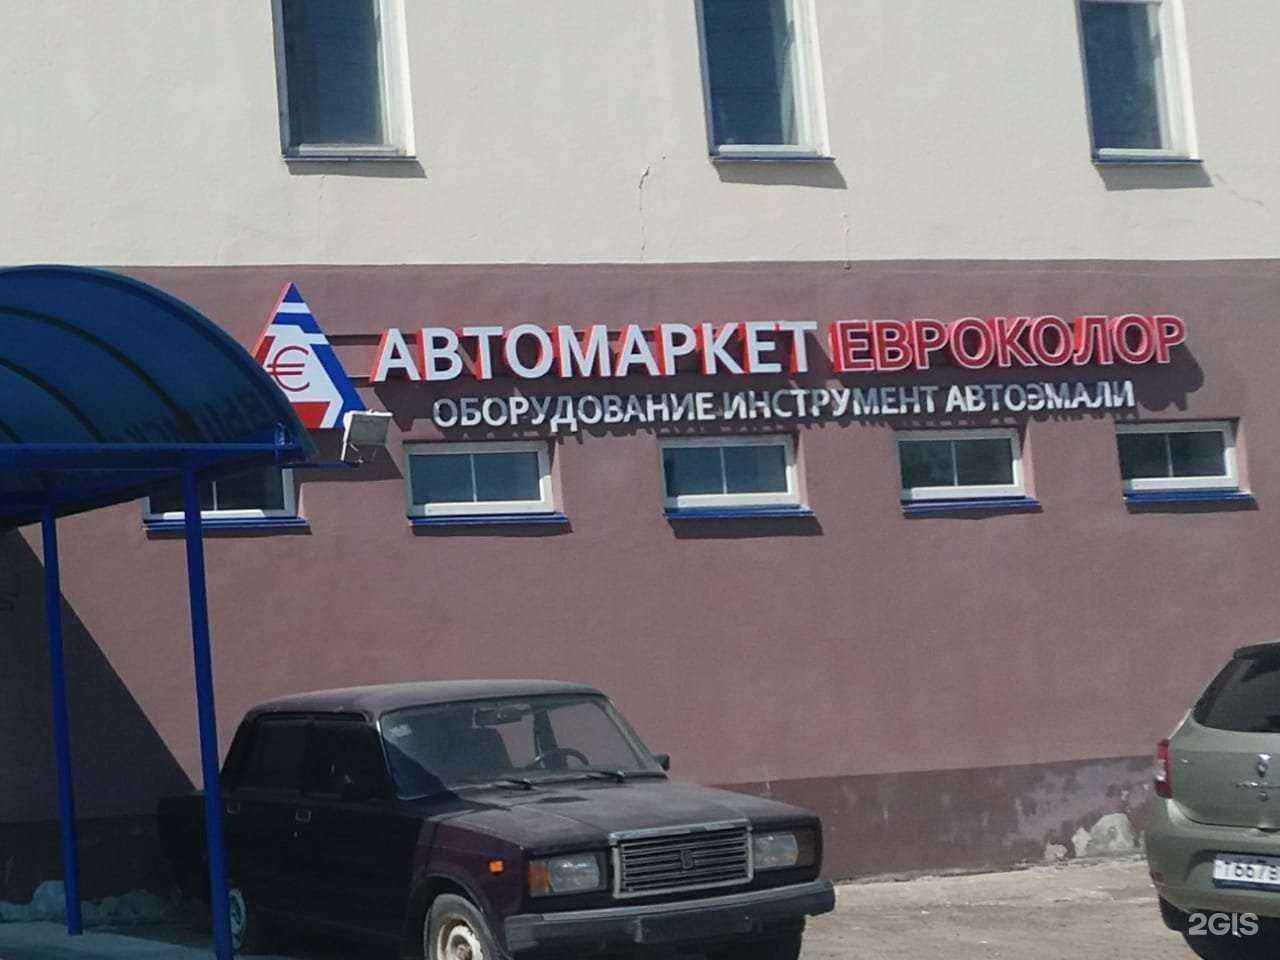 € АВТОМАРКЕТ ЕВРОКОЛОР
ОБОРУДОВАНИЕ ИНСТРУМЕНТ АВТОЭМАЛИ
2GIS